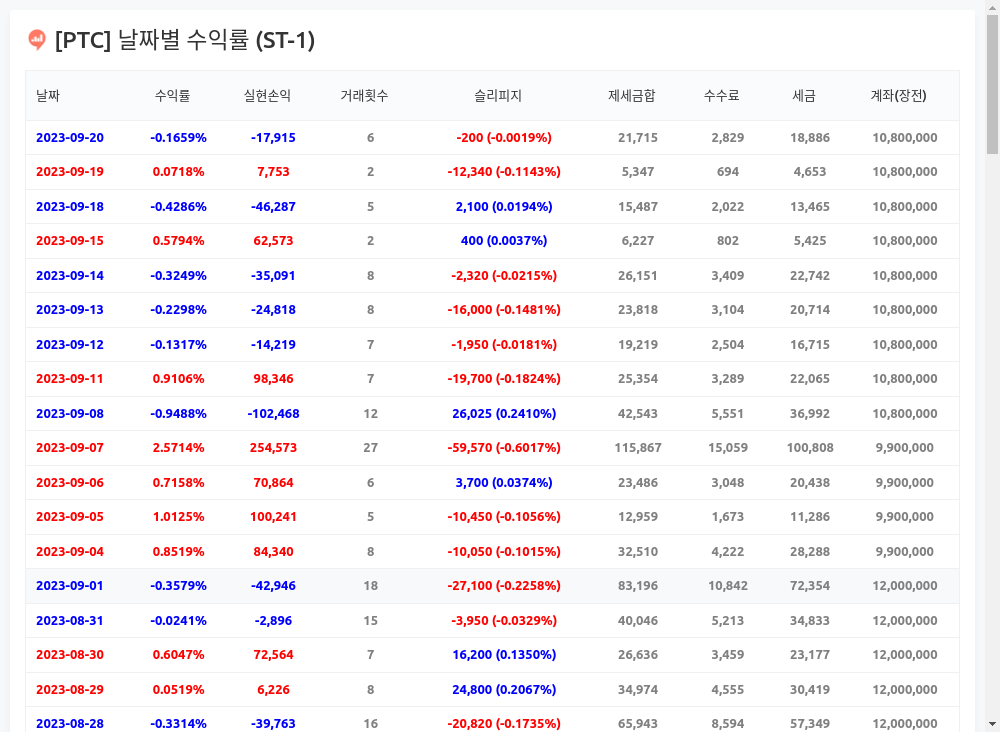 [PTC] 날짜별 수익률 (ST-1)
날짜 수익률 실현손익 거래횟수 슬리피지 제세금합 수수료 세금 계좌(장전)
2023-09-20 -0.1659% -17,915 6 -200 (-0.0019%) 21,715 2,829 18,886 10,800,000
2023-09-19 0.0718% 7,753 2 -12,340 (-0.1143%) 5,347 694 4,653 10,800,000
2023-09-18 -0.4286% -46,287 5 2,100 (0.0194%) 15,487 2,022 13,465 10,800,000
2023-09-15 0.5794% 62,573 2 400 (0.0037%) 6,227 802 5,425 10,800,000
2023-09-14 -0.3249% -35,091 8 -2,320 (-0.0215%) 26,151 3,409 22,742 10,800,000
2023-09-13 -0.2298% -24,818 8 -16,000 (-0.1481%) 23,818 3,104 20,714 10,800,000
2023-09-12 -0.1317% -14,219 7 -1,950 (-0.0181%) 19,219 2,504 16,715 10,800,000
2023-09-11 0.9106% 98,346 7 -19,700 (-0.1824%) 25,354 3,289 22,065 10,800,000
2023-09-08 -0.9488% -102,468 12 26,025 (0.2410%) 42,543 5,551 36,992 10,800,000
2023-09-07 2.5714% 254,573 27 -59,570 (-0.6017%) 115,867 15,059 100,808 9,900,000
2023-09-06 0.7158% 70,864 6 3,700 (0.0374%) 23,486 3,048 20,438 9,900,000
2023-09-05 1.0125% 100,241 5 -10,450 (-0.1056%) 12,959 1,673 11,286 9,900,000
2023-09-04 0.8519% 84,340 8 -10,050 (-0.1015%) 32,510 4,222 28,288 9,900,000
2023-09-01 -0.3579% -42,946 18 -27,100 (-0.2258%) 83,196 10,842 72,354 12,000,000
2023-08-31 -0.0241% -2,896 15 -3,950 (-0.0329%) 40,046 5,213 34,833 12,000,000
2023-08-30 0.6047% 72,564 7 16,200 (0.1350%) 26,636 3,459 23,177 12,000,000
2023-08-29 0.0519% 6,226 8 24,800 (0.2067%) 34,974 4,555 30,419 12,000,000
2023-08-28 -0.3314% -39,763 16 -20,820 (-0.1735%) 65,943 8,594 57,349 12,000,000